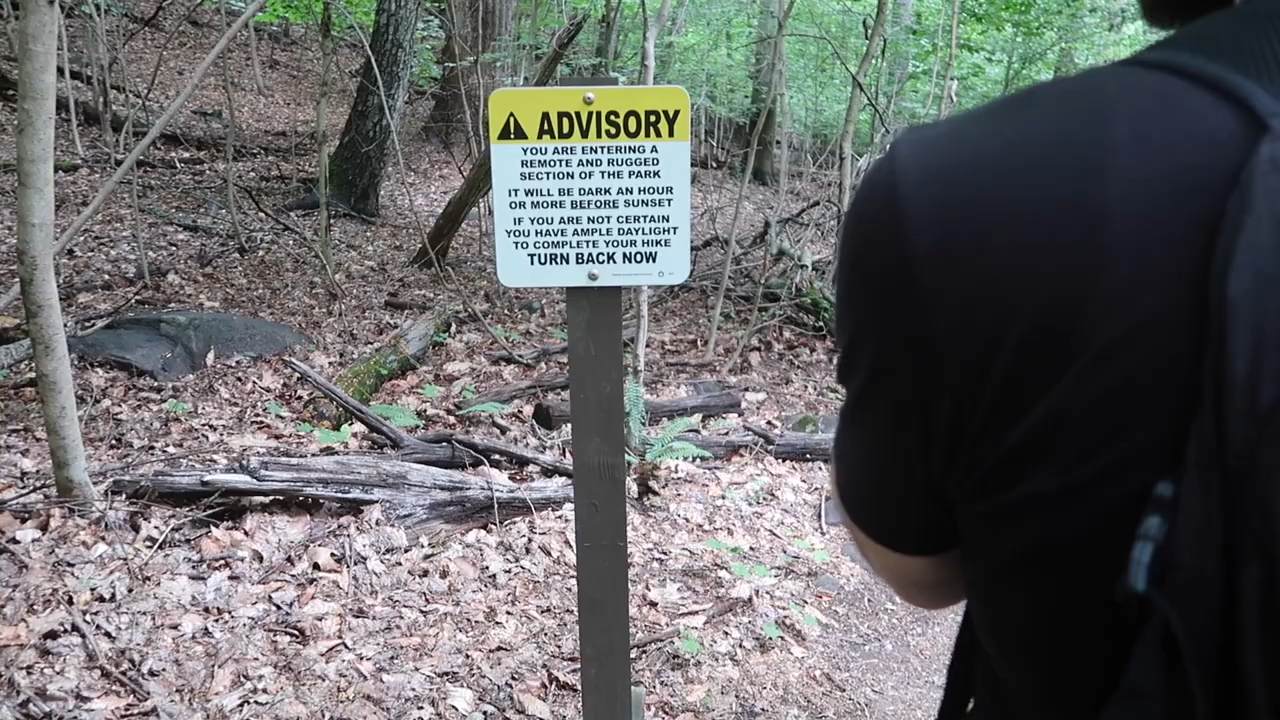 ADVISORY
YOU ARE ENTERING A
REMOTE AND RUGGED
SECTION OF THE PARK
IT WILL BE DARK AN HOUR
OR MORE BEFORE SUNSET
IF YOU ARE NOT CERTAIN
YOU HAVE AMPLE DAYLIGHT
TO COMPLETE YOUR HIKE
TURN BACK NOW